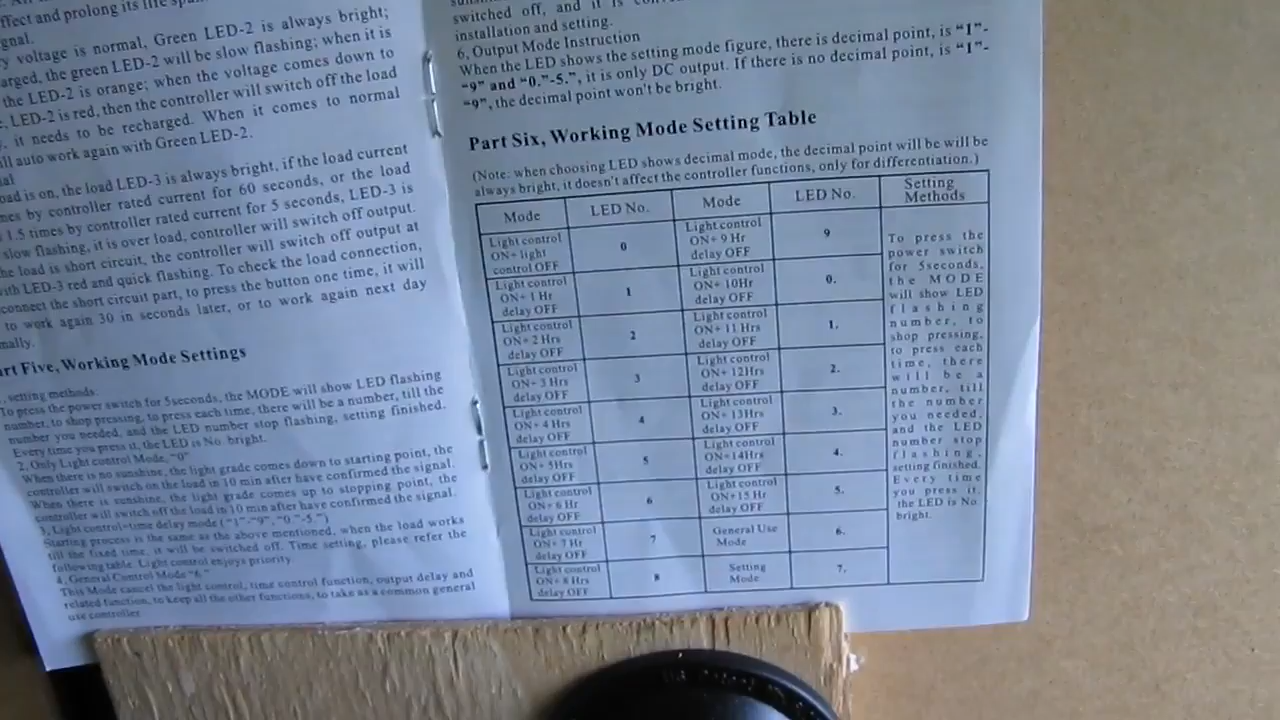 ffect and prolong its life
gnal.
y voltage is normal, Green LED-2 is always bright;
arged, the green LED-2 will be slow flashing; when it is
the LED-2 is orange; when the voltage comes down to
LED-2 is red, then the controller will switch off the load
it needs to be recharged. When it comes to normal
ll auto work again with Green LED-2.
oad is on, the load LED-3 is always bright, if the load current
mes by controller rated current for 60 seconds, or the load
1.5 times by controller rated current for 5 seconds, LED-3 is
slow flashing, it is over load, controller will switch off output.
he load is short circuit, the controller will switch off output at
with LED-3 red and quick flashing. To check the load connection,
connect the short circuit part, to press the button one time, it will
to work again 30 in seconds later, or to work again next day
mally.
rt Five, Working Mode Settings
setting methods
To press the power switch for 5seconds, the MODE will show LED flashing
number, to shop pressing, to press each time, there will be a number, till the
number you needed, and the LED number stop flashing, setting finished.
Every time you press it, the LED is No. bright.
2, Only Light control Mode, "0"
When there is no sunshine, the light grade comes down to starting point, the
controller will switch on the load in 10 min after have confirmed the signal.
When there is sunshine, the light grade comes up to stopping point, the
controller will switch off the load in 10 min after have confirmed the signal.
3, Light control+time delay mode ("1"-"9", "0."-5.")
Starting process is the same as the above mentioned, when the load works
till the fixed time, it will be switched off. Time setting, please refer the
following table. Light control enjoys priority
4, General Control Mode "6."
This Mode cancel the light control, time control function, output delay and
related function, to keep all the other functions, to take as a common general
use controller
switched off, and it is
installation and setting.
6, Output Mode Instruction
When the LED shows the setting mode figure, there is decimal point, is "1"-
"9" and "0."-5.", it is only DC output. If there is no decimal point, is "1"-
"9", the decimal point won't be bright.
Part Six, Working Mode Setting Table
(Note: when choosing LED shows decimal mode, the decimal point will be will be
always bright, it doesn't affect the controller functions, only for differentiation.)
Mode LED No. Mode LED No. Setting
Methods
Light control
ON+ light
control OFF
0
Light control
ON+ 9 Hr
delay OFF
9
Light control
ON+ 1 Hr
delay OFF
1
Light control
ON+ 10Hr
delay OFF
0.
Light control
ON+ 2 Hrs
delay OFF
2
Light control
ON+ 11 Hrs
delay OFF
1.
Light control
ON+ 3 Hrs
delay OFF
3
Light control
ON+ 12Hrs
delay OFF
2.
Light control
ON+ 4 Hrs
delay OFF
4
Light control
ON+ 13Hrs
delay OFF
3.
Light control
ON+ 5Hrs
delay OFF
5
Light control
ON+14Hrs
delay OFF
4.
Light control
ON+ 6 Hr
delay OFF
6
Light control
ON+15 Hr
delay OFF
5.
Light control
ON+ 7 Hr
delay OFF
7
General Use
Mode
6.
Light control
ON+ 8 Hrs
delay OFF
8
Setting
Mode
7.
To press the
power switch
for 5seconds,
the MODE
will show LED
flashing
number, to
shop pressing,
to press each
time, there
will be a
number, till
the number
you needed,
and the LED
number stop
flashing,
setting finished.
Every time
you press it,
the LED is No.
bright.